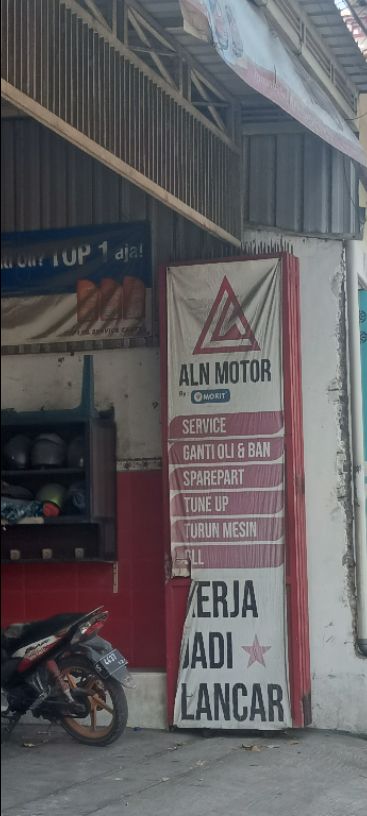 TOP 1 aja!
ALN MOTOR
By MOKIT
SERVICE
GANTI OLI & BAN
SPAREPART
TUNE UP
TURUN MESIN
DLL
KERJA
JADI
LANCAR